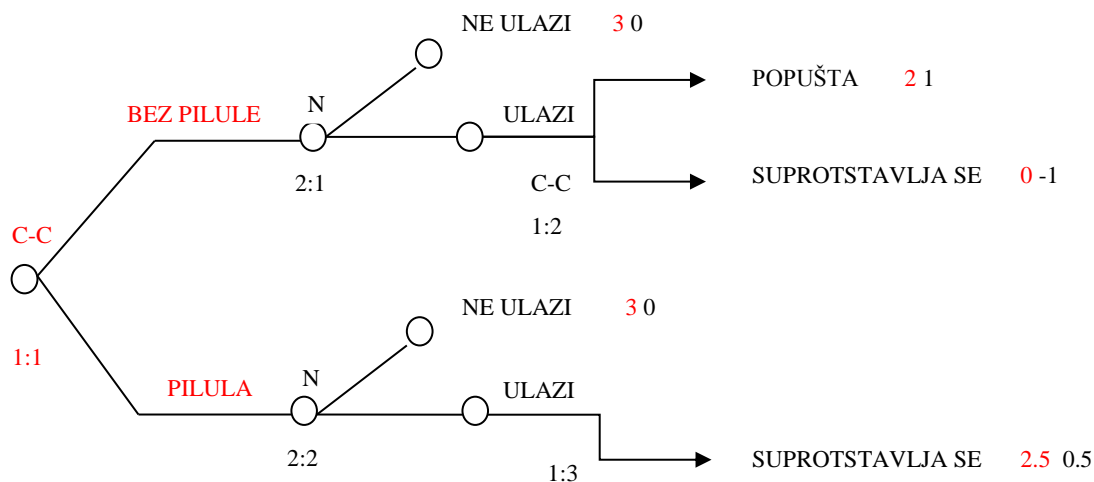 NE ULAZI 3 0
POPUŠTA 2 1
BEZ PILULE
N
ULAZI
2:1
C-C
SUPROTSTAVLJA SE 0 -1
1:2
C-C
NE ULAZI 3 0
1:1
PILULA
N
ULAZI
2:2
1:3
SUPROTSTAVLJA SE 2.5 0.5